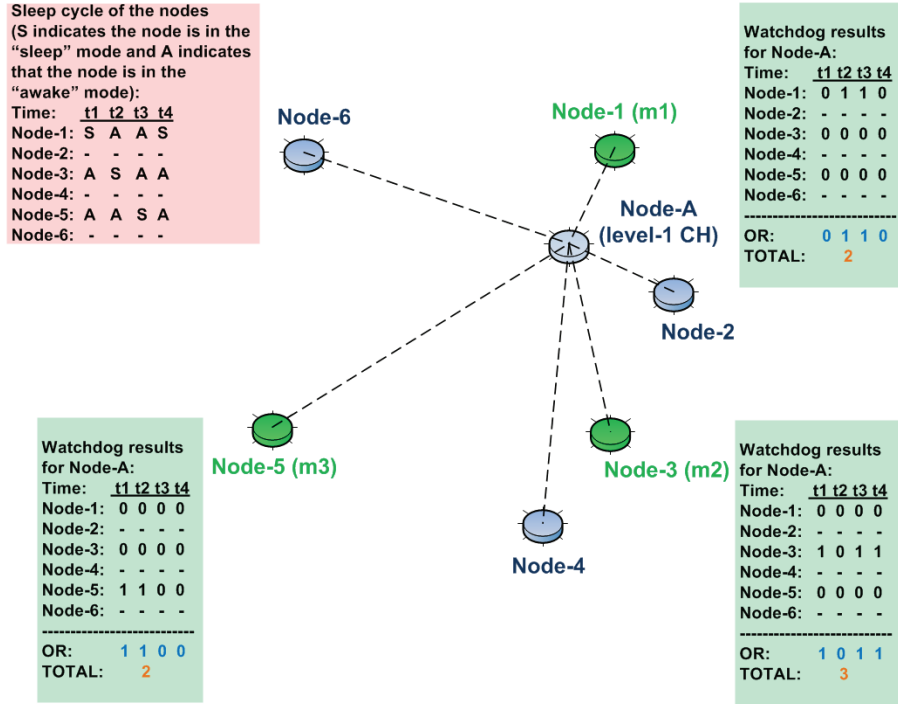 Sleep cycle of the nodes
(S indicates the node is in the
“sleep” mode and A indicates
that the node is in the
“awake” mode):
Time: t1 t2 t3 t4
Node-1: S A A S
Node-2: - - - -
Node-3: A S A A
Node-4: - - - -
Node-5: A A S A
Node-6: - - - -
Node-6
Node-1 (m1)
Node-A
(level-1 CH)
Node-2
Node-5 (m3)
Node-3 (m2)
Node-4
Watchdog results
for Node-A:
Time: t1 t2 t3 t4
Node-1: 0 1 1 0
Node-2: - - - -
Node-3: 0 0 0 0
Node-4: - - - -
Node-5: 0 0 0 0
Node-6: - - - -
------------------------------
OR: 0 1 1 0
TOTAL: 2
Watchdog results
for Node-A:
Time: t1 t2 t3 t4
Node-1: 0 0 0 0
Node-2: - - - -
Node-3: 0 0 0 0
Node-4: - - - -
Node-5: 1 1 0 0
Node-6: - - - -
------------------------------
OR: 1 1 0 0
TOTAL: 2
Watchdog results
for Node-A:
Time: t1 t2 t3 t4
Node-1: 0 0 0 0
Node-2: - - - -
Node-3: 1 0 1 1
Node-4: - - - -
Node-5: 0 0 0 0
Node-6: - - - -
------------------------------
OR: 1 0 1 1
TOTAL: 3